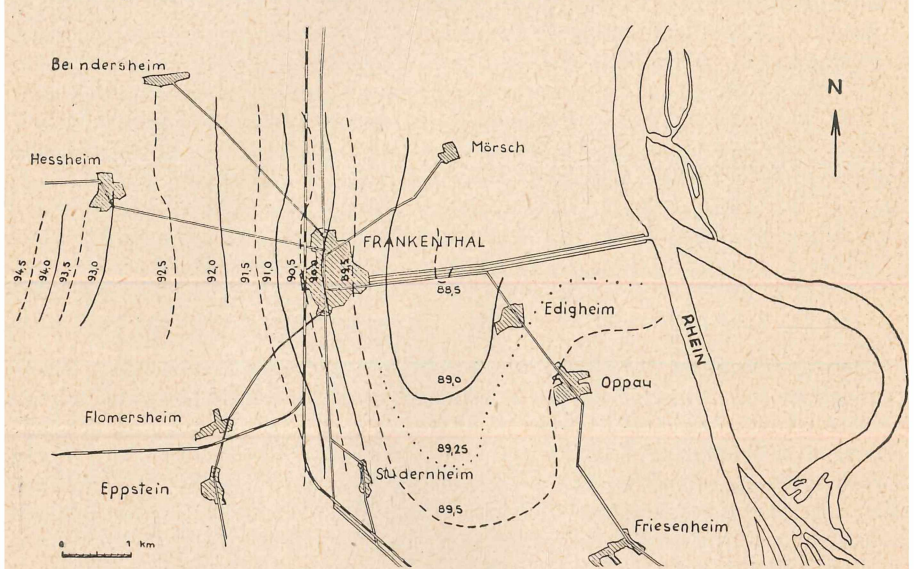 Beindersheim
N
Mörsch
Hessheim
FRANKENTHAL
94,5
94,0
93,5
93,0
92,5
92,0
91,5
91,0
90,5
90,0
89,5
88,5
Edigheim
RHEIN
89,0
Oppau
Flomersheim
89,25
Studernheim
Eppstein
89,5
Friesenheim
0 1 km